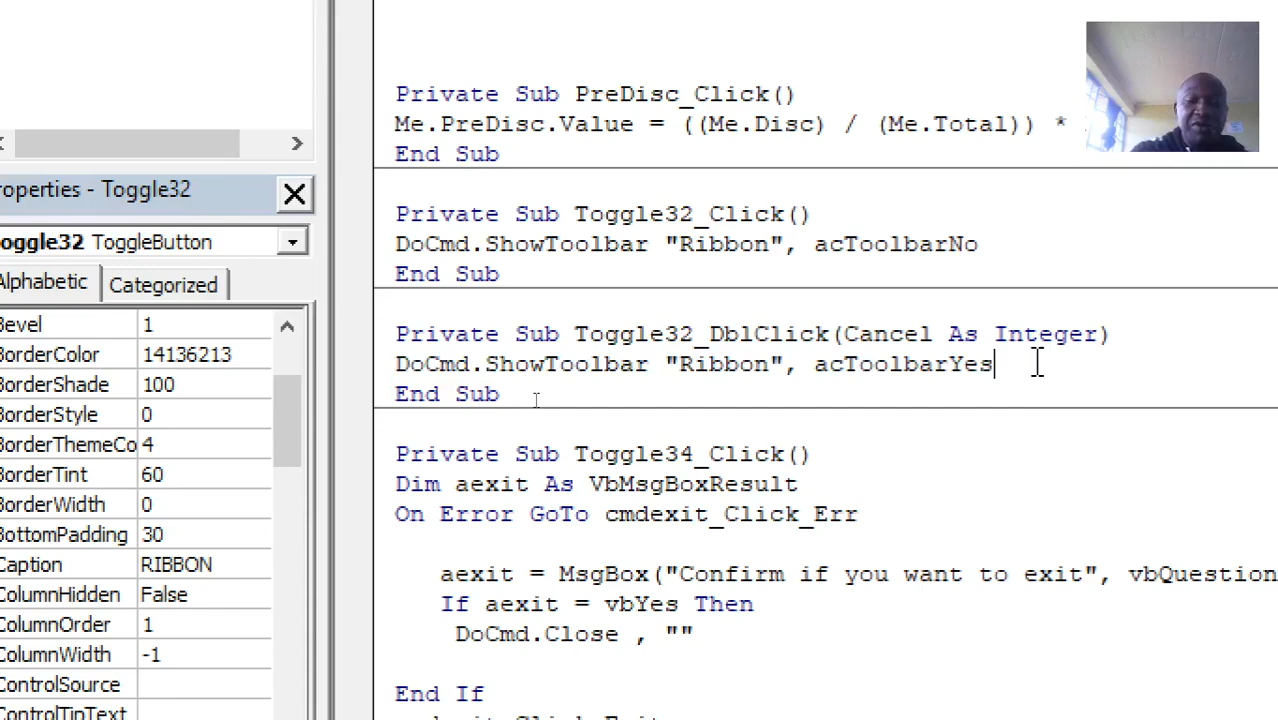 Private Sub PreDisc_Click()
Me.PreDisc.Value = ((Me.Disc) / (Me.Total)) *
End Sub
Private Sub Toggle32_Click()
DoCmd.ShowToolbar "Ribbon", acToolbarNo
End Sub
Private Sub Toggle32_DblClick(Cancel As Integer)
DoCmd.ShowToolbar "Ribbon", acToolbarYes
End Sub
Private Sub Toggle34_Click()
Dim aexit As VbMsgBoxResult
On Error GoTo cmdexit_Click_Err
aexit = MsgBox("Confirm if you want to exit", vbQuestion
If aexit = vbYes Then
DoCmd.Close , ""
End If
roperties - Toggle32
oggle32 ToggleButton
Alphabetic Categorized
Bevel 1
BorderColor 14136213
BorderShade 100
BorderStyle 0
BorderThemeCo 4
BorderTint 60
BorderWidth 0
BottomPadding 30
Caption RIBBON
ColumnHidden False
ColumnOrder 1
ColumnWidth -1
ControlSource
ControlTipText